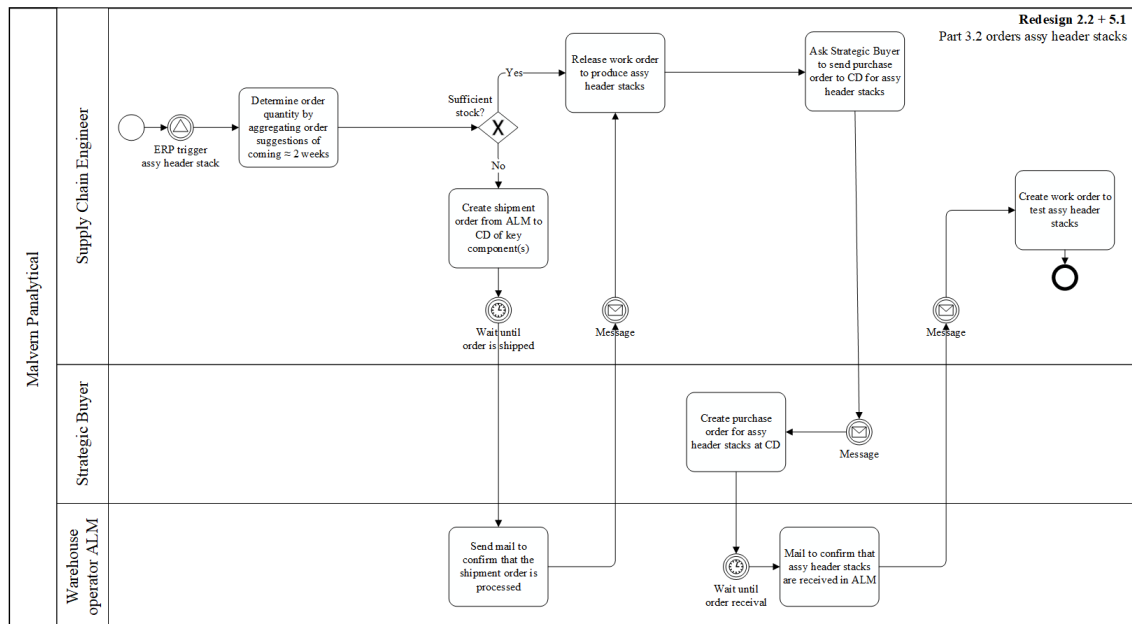 Redesign 2.2 + 5.1
Part 3.2 orders assy header stacks
Malvern Panalytical
Supply Chain Engineer
ERP trigger
assy header stack
Determine order
quantity by
aggregating order
suggestions of
coming ≈ 2 weeks
Sufficient
stock?
X
Yes
No
Create shipment
order from ALM to
CD of key
component(s)
Wait until
order is shipped
Release work order
to produce assy
header stacks
Message
Ask Strategic Buyer
to send purchase
order to CD for assy
header stacks
Create work order to
test assy header
stacks
Message
Strategic Buyer
Create purchase
order for assy
header stacks at CD
Message
Warehouse
operator ALM
Send mail to
confirm that the
shipment order is
processed
Wait until
order receival
Mail to confirm that
assy header stacks
are received in ALM